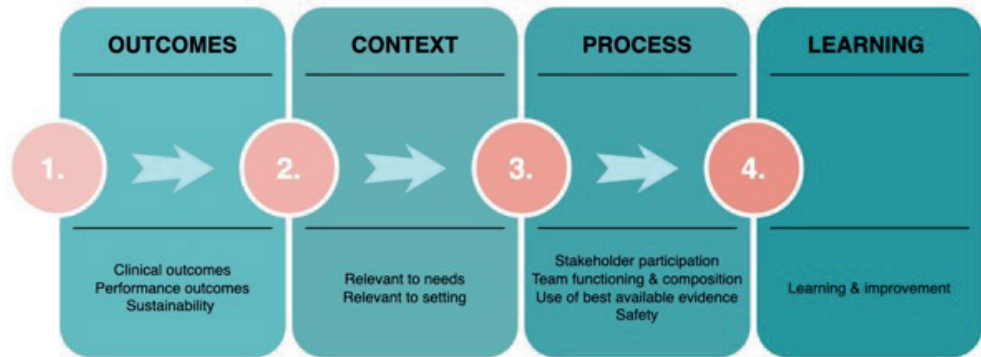 OUTCOMES
CONTEXT
PROCESS
LEARNING
1.
2.
3.
4.
Clinical outcomes
Performance outcomes
Sustainability
Relevant to needs
Relevant to setting
Stakeholder participation
Team functioning & composition
Use of best available evidence
Safety
Learning & improvement